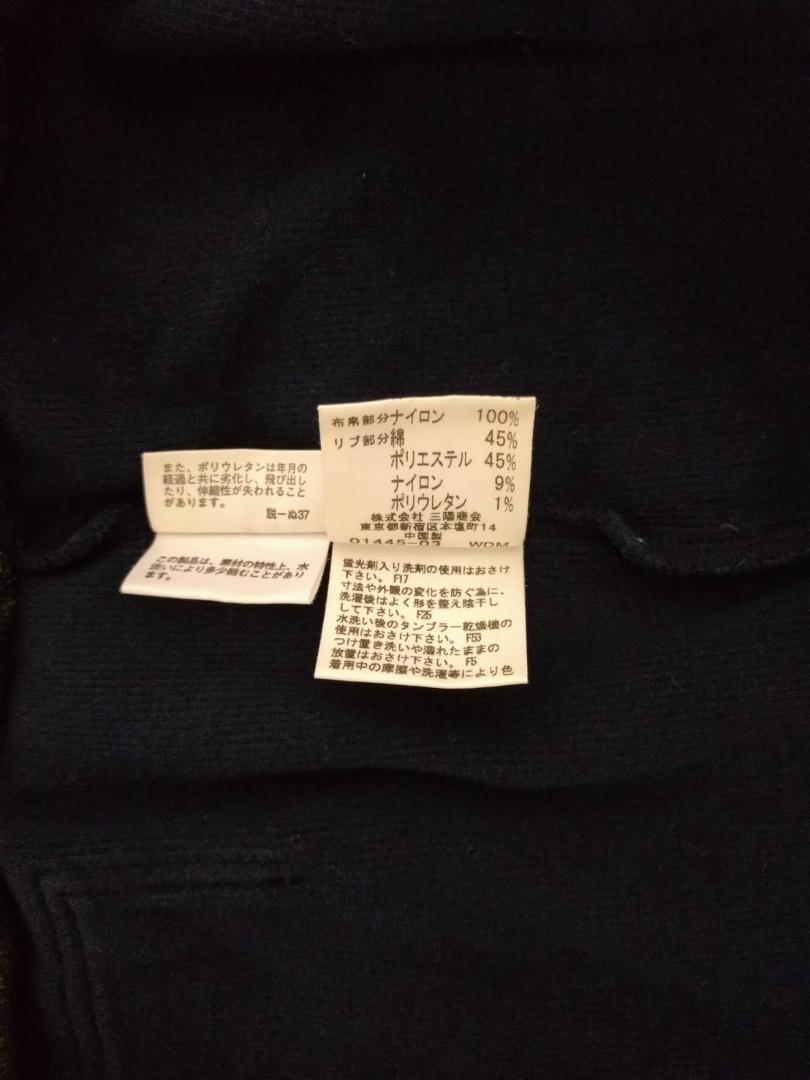 また、ポリウレタンは年月の
経過と共に劣化し、飛び出し
たり、伸縮性が失われること
があります。
説－ぬ37
この製品は、素材の特性上、水
洗いにより多少縮むことがあり
ます。
布帛部分ナイロン 100%
リブ部分綿 45%
ポリエステル 45%
ナイロン 9%
ポリウレタン 1%
株式会社 三陽商会
東京都新宿区本塩町14
中国製
01445-03 WDM
蛍光剤入り洗剤の使用はおさけ
下さい。 F17
寸法や外観の変化を防ぐ為に、
洗濯後はよく形を整え陰干し
して下さい。 F25
水洗い後のタンブラー乾燥機の
使用はおさけ下さい。 F53
つけ置き洗いや濡れたままの
放置はおさけ下さい。 F5
着用中の摩擦や洗濯等により色